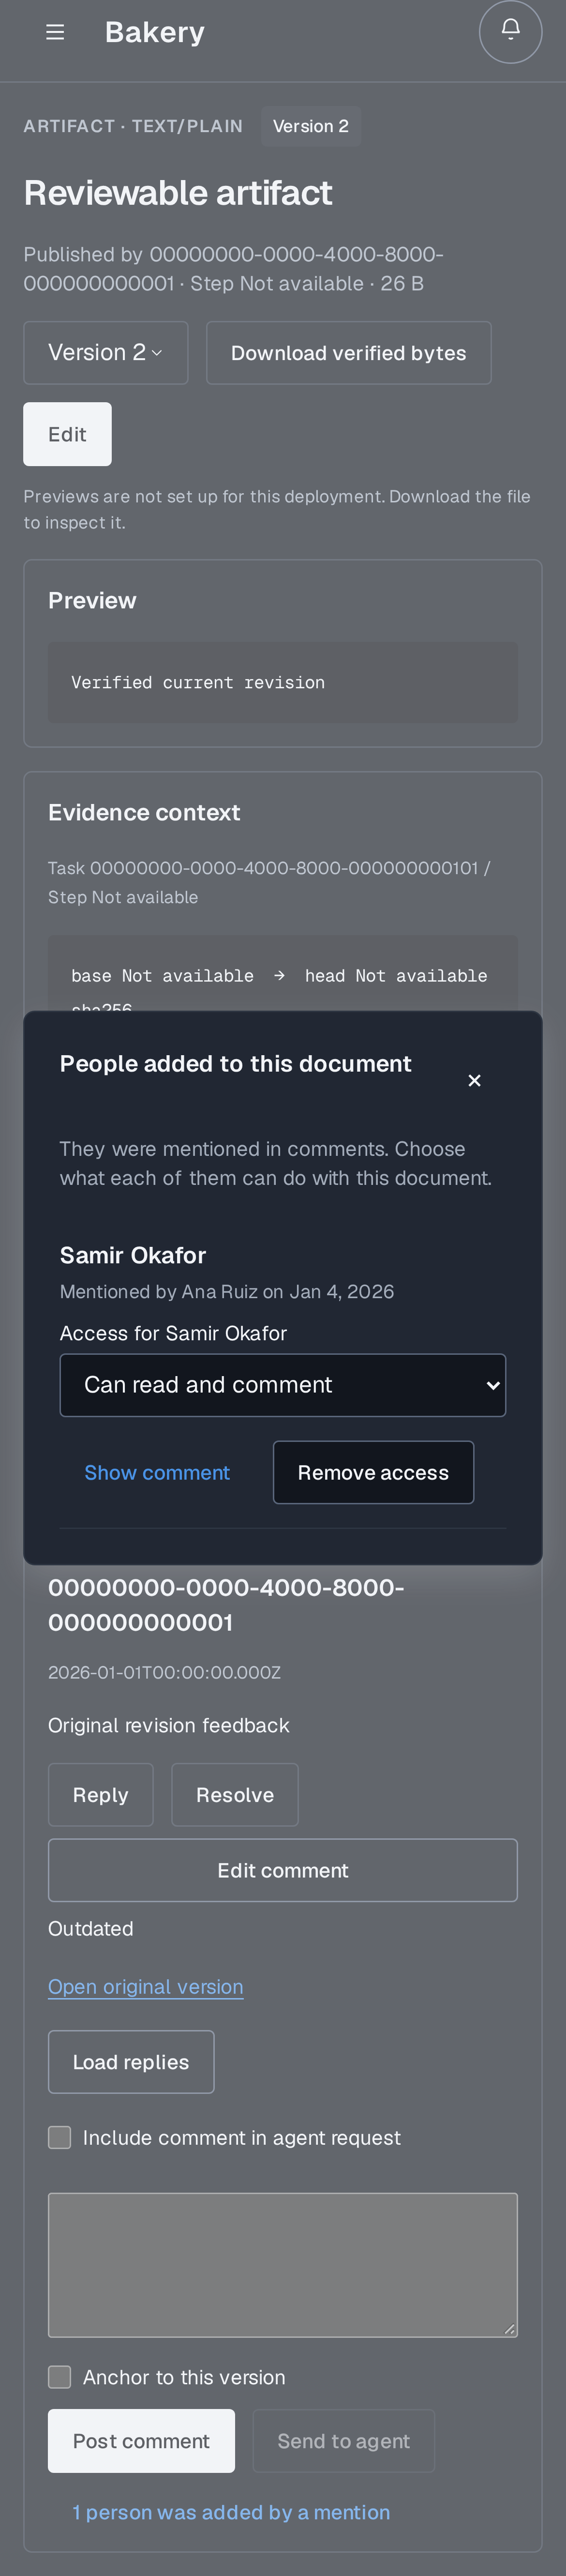 Bakery
ARTIFACT · TEXT/PLAIN Version 2
Reviewable artifact
Published by 00000000-0000-4000-8000-
000000000001 · Step Not available · 26 B
Version 2 Download verified bytes
Edit
Previews are not set up for this deployment. Download the file
to inspect it.
Preview
Verified current revision
Evidence context
Task 00000000-0000-4000-8000-000000000101 /
Step Not available
base Not available → head Not available
sha256
People added to this document
They were mentioned in comments. Choose
what each of them can do with this document.
Samir Okafor
Mentioned by Ana Ruiz on Jan 4, 2026
Access for Samir Okafor
Can read and comment
Show comment Remove access
00000000-0000-4000-8000-
000000000001
2026-01-01T00:00:00.000Z
Original revision feedback
Reply Resolve
Edit comment
Outdated
Open original version
Load replies
Include comment in agent request
Anchor to this version
Post comment Send to agent
1 person was added by a mention